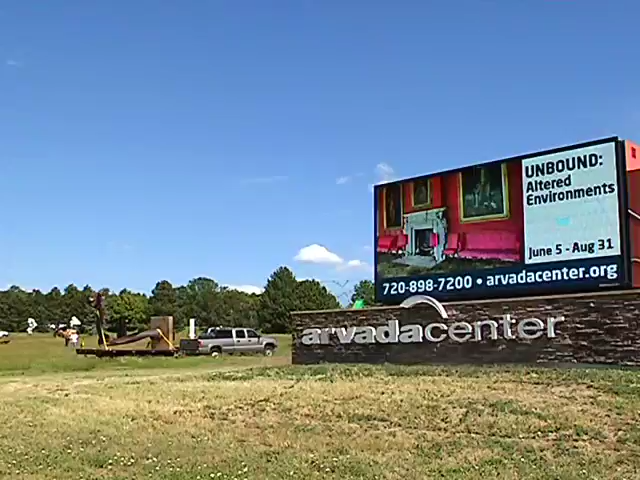 UNBOUND:
Altered
Environments
June 5 - Aug 31
720-898-7200 • arvadacenter.org
arvadacenter